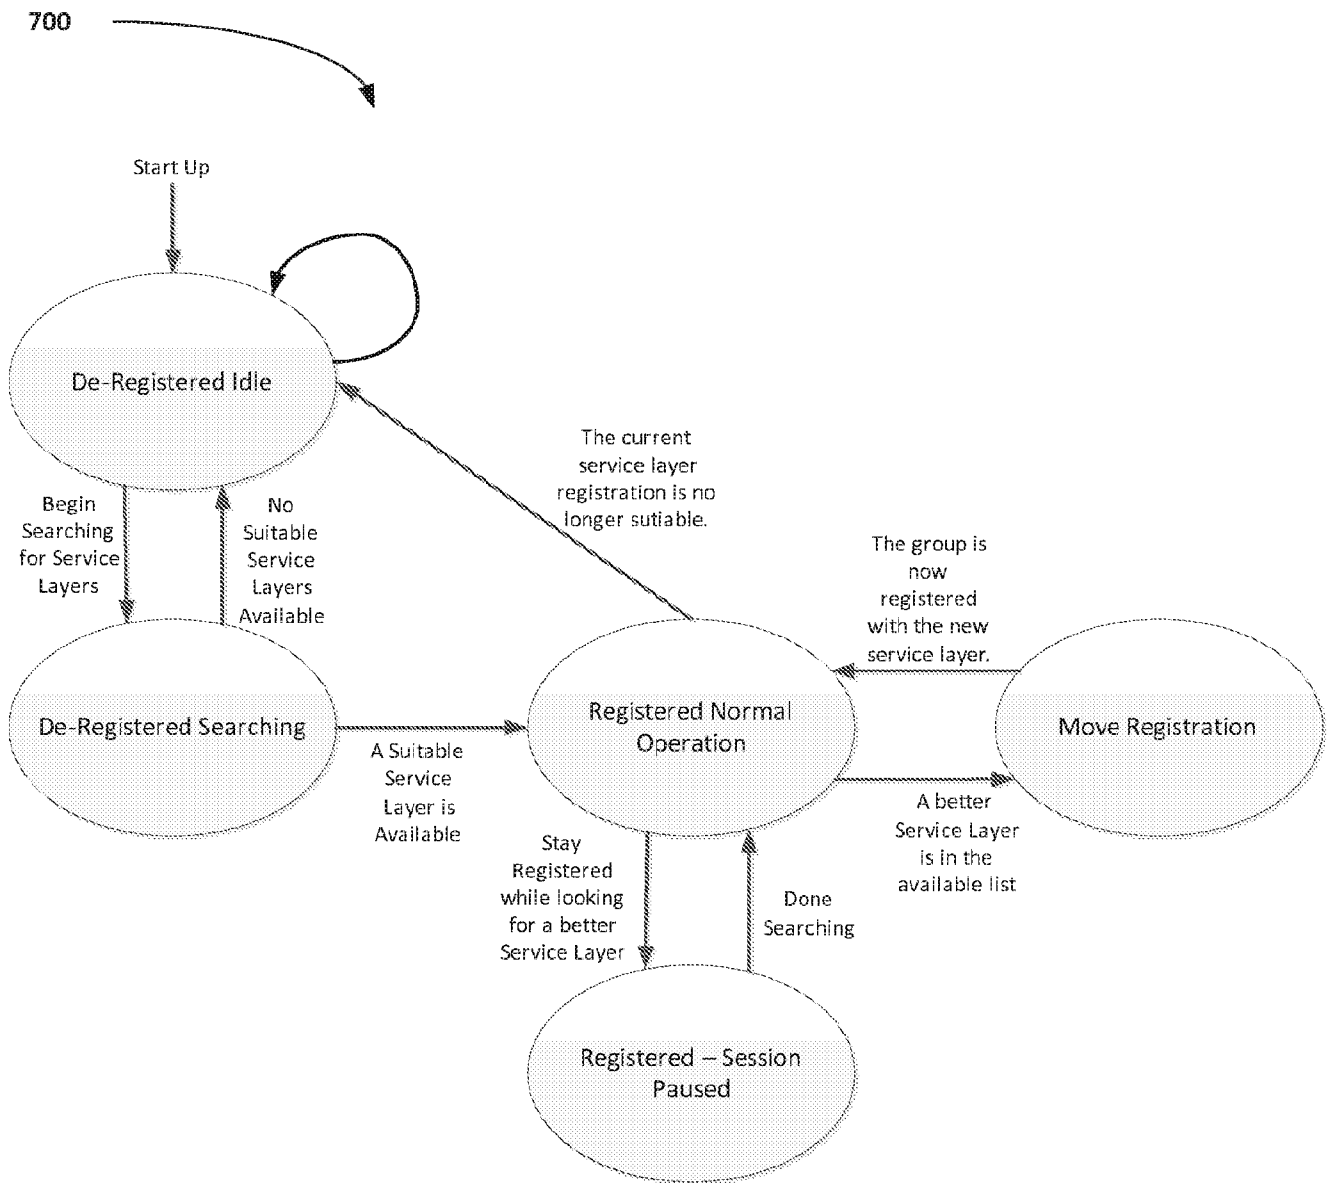 700
Start Up
De-Registered Idle
The current
service layer
registration is no
longer sutiable.
Begin
Searching
for Service
Layers
No
Suitable
Service
Layers
Available
The group is
now
registered
with the new
service layer.
De-Registered Searching
Registered Normal
Operation
Move Registration
A Suitable
Service
Layer is
Available
A better
Service Layer
is in the
available list
Stay
Registered
while looking
for a better
Service Layer
Done
Searching
Registered – Session
Paused